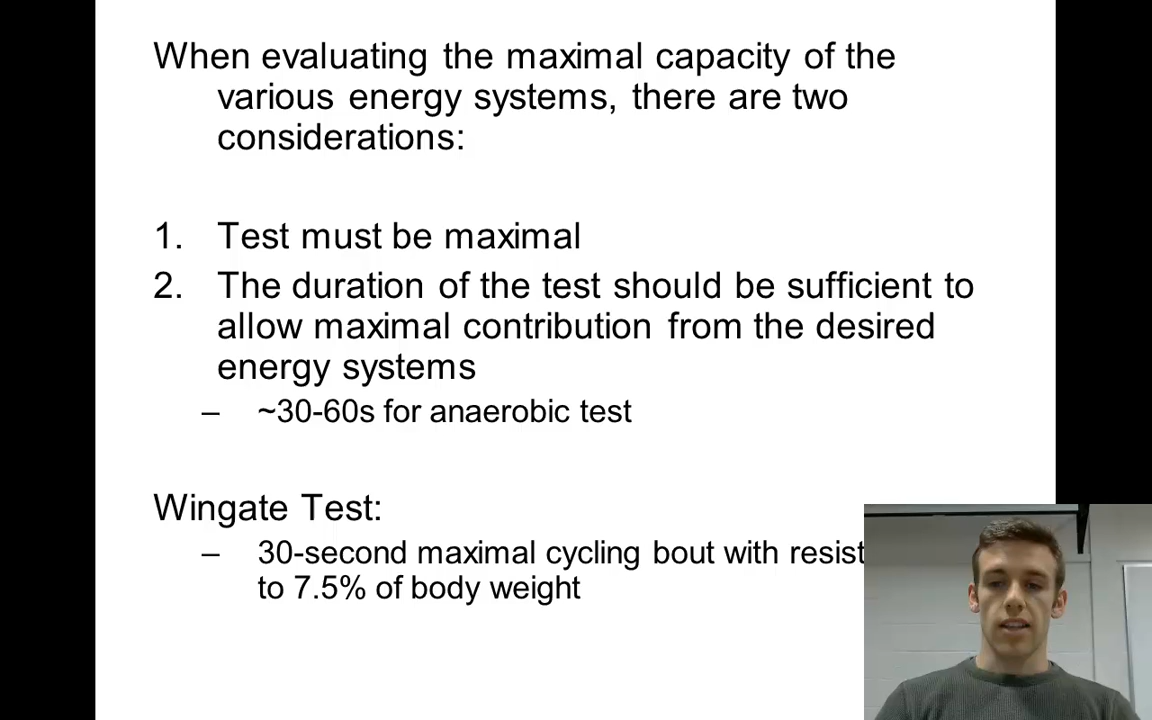 When evaluating the maximal capacity of the
various energy systems, there are two
considerations:
1. Test must be maximal
2. The duration of the test should be sufficient to
allow maximal contribution from the desired
energy systems
– ~30-60s for anaerobic test
Wingate Test:
– 30-second maximal cycling bout with resist
to 7.5% of body weight